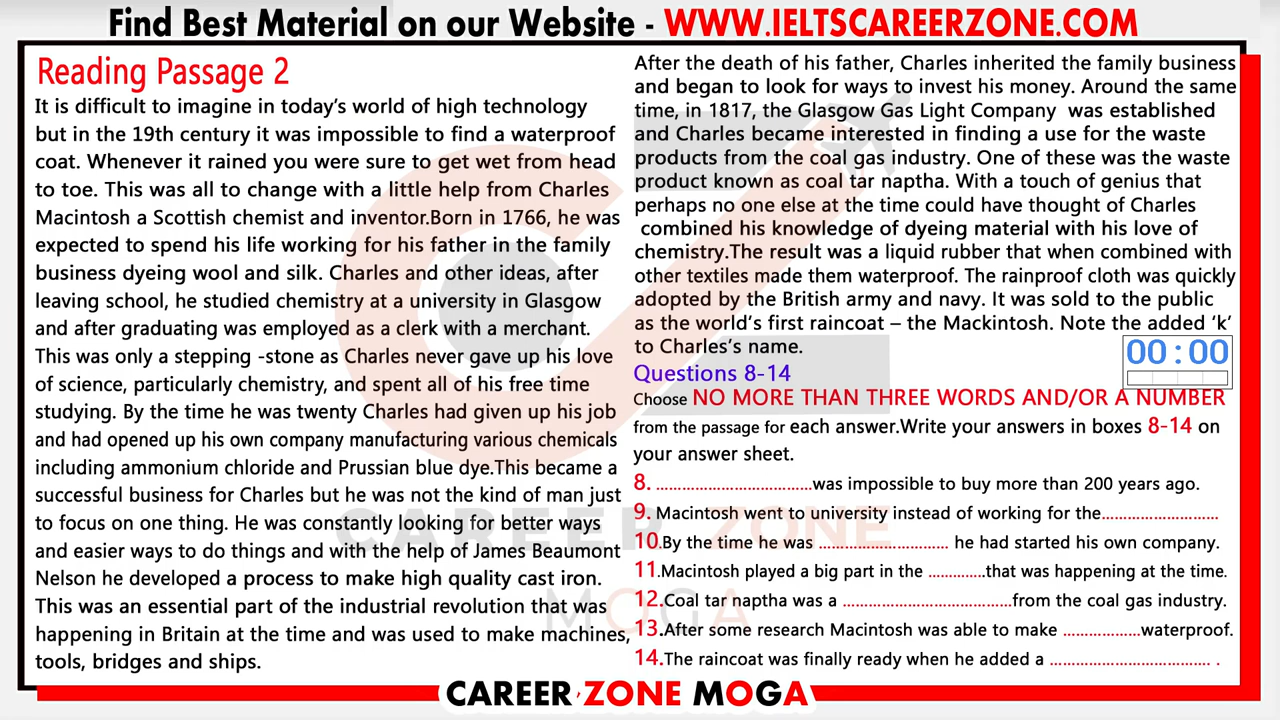 Find Best Material on our Website - WWW.IELTSCAREERZONE.COM
Reading Passage 2
It is difficult to imagine in today's world of high technology
but in the 19th century it was impossible to find a waterproof
coat. Whenever it rained you were sure to get wet from head
to toe. This was all to change with a little help from Charles
Macintosh a Scottish chemist and inventor.Born in 1766, he was
expected to spend his life working for his father in the family
business dyeing wool and silk. Charles and other ideas, after
leaving school, he studied chemistry at a university in Glasgow
and after graduating was employed as a clerk with a merchant.
This was only a stepping -stone as Charles never gave up his love
of science, particularly chemistry, and spent all of his free time
studying. By the time he was twenty Charles had given up his job
and had opened up his own company manufacturing various chemicals
including ammonium chloride and Prussian blue dye.This became a
successful business for Charles but he was not the kind of man just
to focus on one thing. He was constantly looking for better ways
and easier ways to do things and with the help of James Beaumont
Nelson he developed a process to make high quality cast iron.
This was an essential part of the industrial revolution that was
happening in Britain at the time and was used to make machines,
tools, bridges and ships.
After the death of his father, Charles inherited the family business
and began to look for ways to invest his money. Around the same
time, in 1817, the Glasgow Gas Light Company was established
and Charles became interested in finding a use for the waste
products from the coal gas industry. One of these was the waste
product known as coal tar naptha. With a touch of genius that
perhaps no one else at the time could have thought of Charles
combined his knowledge of dyeing material with his love of
chemistry.The result was a liquid rubber that when combined with
other textiles made them waterproof. The rainproof cloth was quickly
adopted by the British army and navy. It was sold to the public
as the world's first raincoat – the Mackintosh. Note the added 'k'
to Charles's name.
00:00
Questions 8-14
Choose NO MORE THAN THREE WORDS AND/OR A NUMBER
from the passage for each answer.Write your answers in boxes 8-14 on
your answer sheet.
8. ......................................was impossible to buy more than 200 years ago.
9. Macintosh went to university instead of working for the.............................
10.By the time he was ................................ he had started his own company.
11.Macintosh played a big part in the ..............that was happening at the time.
12.Coal tar naptha was a ..........................................from the coal gas industry.
13.After some research Macintosh was able to make ...................waterproof.
14.The raincoat was finally ready when he added a ........................................ .
CAREER ZONE
MOGA
CAREER ZONE MOGA